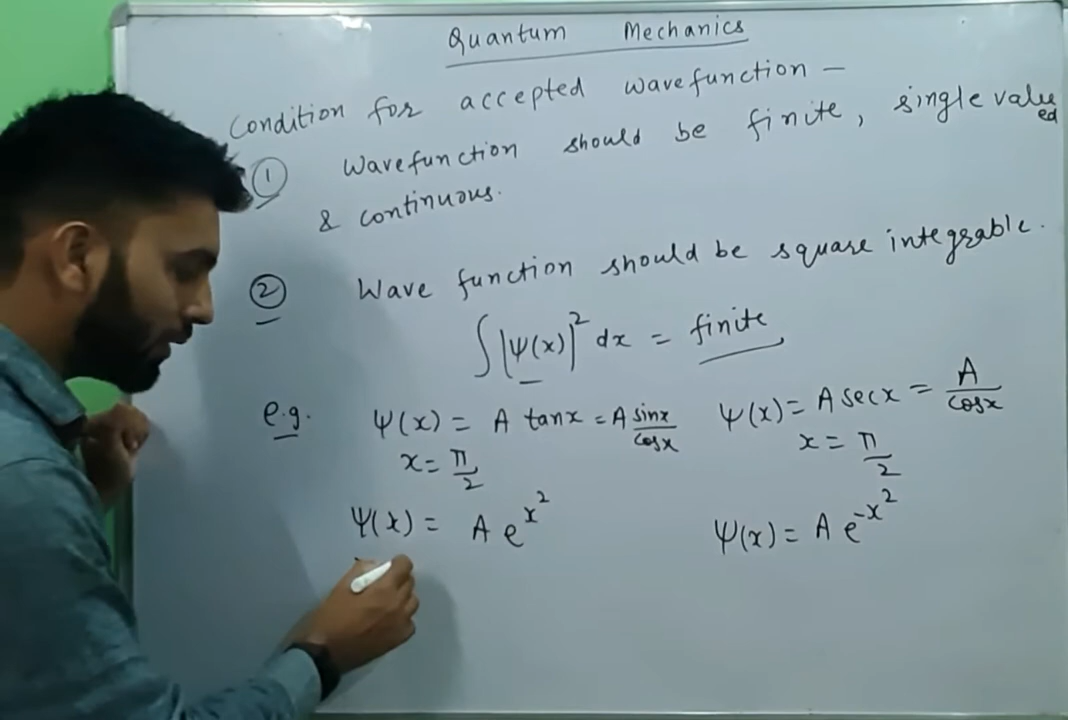 Quantum Mechanics
Condition for accepted wavefunction –
① Wavefunction should be finite, single valued
& continuous.
② Wave function should be square integrable.
∫|Ψ(x)|² dx = finite
e.g. Ψ(x) = A tanx = A sinx/cosx Ψ(x) = A secx = A/cosx
x = π/2 x = π/2
Ψ(x) = A e^x² Ψ(x) = A e^-x²